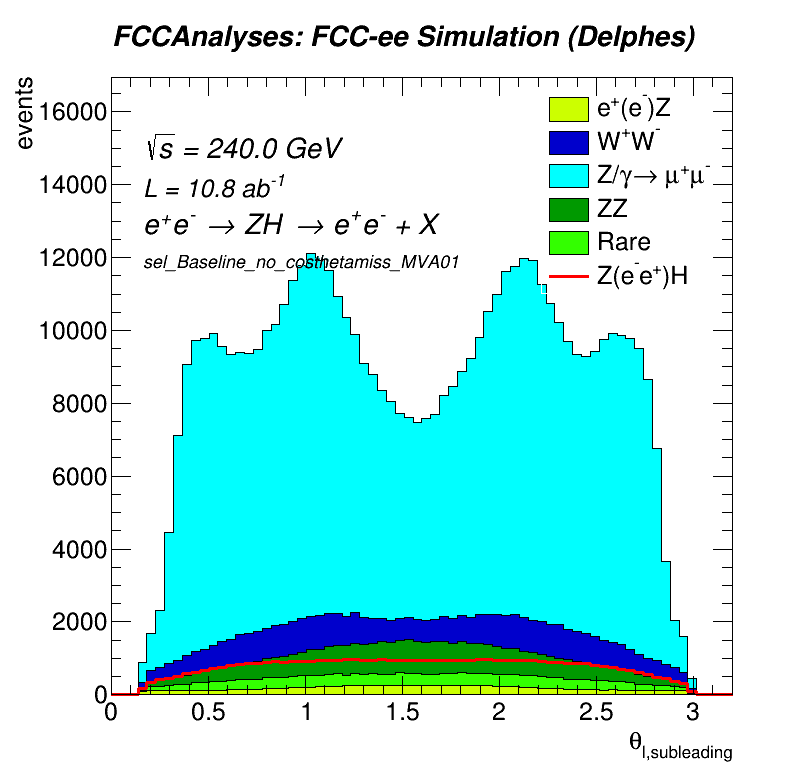 FCCAnalyses: FCC-ee Simulation (Delphes)
events
16000
14000
12000
10000
8000
6000
4000
2000
0
√s = 240.0 GeV
L = 10.8 ab⁻¹
e⁺e⁻ → ZH → e⁺e⁻ + X
sel_Baseline_no_costhetamiss_MVA01
e⁺(e⁻)Z
W⁺W⁻
Z/γ→ μ⁺μ⁻
ZZ
Rare
Z(e⁻e⁺)H
0 0.5 1 1.5 2 2.5 3
θl,subleading